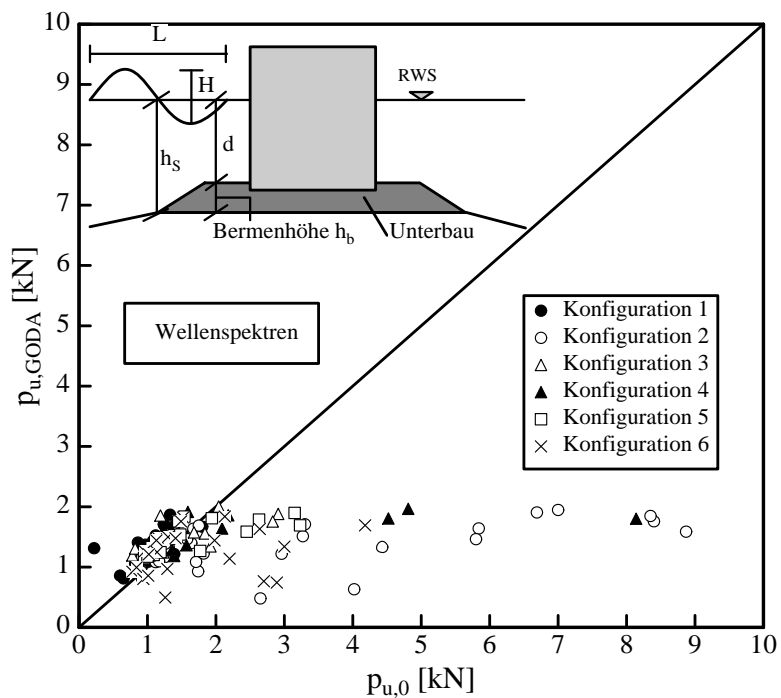 p_u,GODA [kN]
10
9
8
7
6
5
4
3
2
1
0
L
H
RWS
d
h_S
Bermenhöhe h_b
Unterbau
Wellenspektren
Konfiguration 1
Konfiguration 2
Konfiguration 3
Konfiguration 4
Konfiguration 5
Konfiguration 6
0 1 2 3 4 5 6 7 8 9 10
p_u,0 [kN]